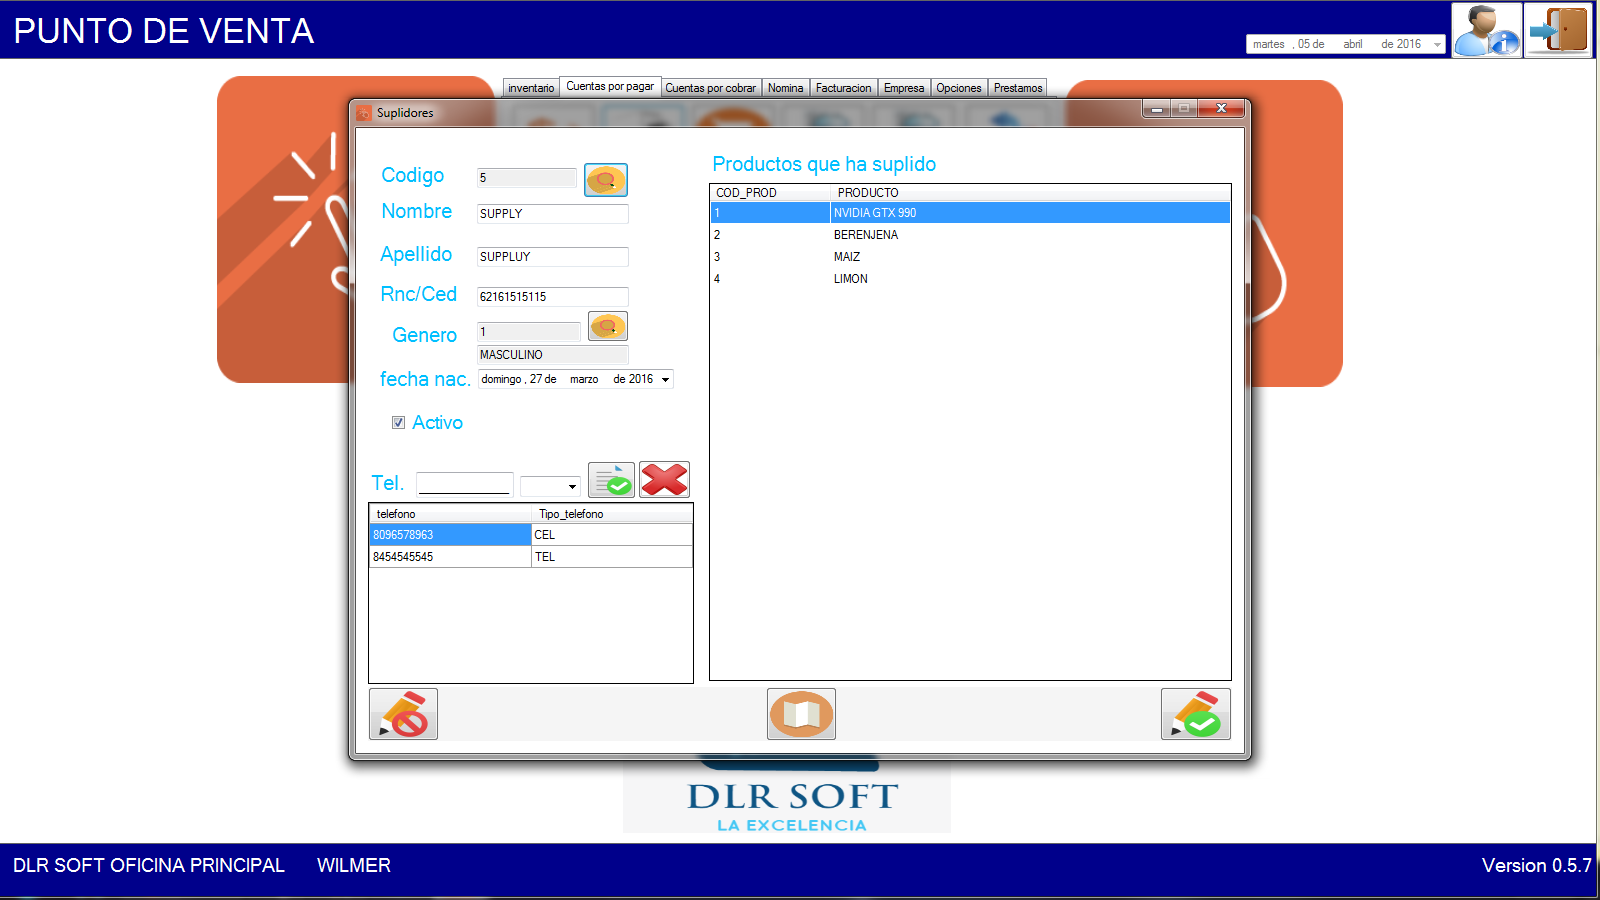 PUNTO DE VENTA
martes , 05 de abril de 2016
inventario Cuentas por pagar Cuentas por cobrar Nomina Facturacion Empresa Opciones Prestamos
Suplidores
Codigo 5
Nombre SUPPLY
Apellido SUPPLUY
Rnc/Ced 62161515115
Genero 1
MASCULINO
fecha nac. domingo , 27 de marzo de 2016
Activo
Tel.
telefono Tipo_telefono
8096578963 CEL
8454545545 TEL
Productos que ha suplido
COD_PROD PRODUCTO
1 NVIDIA GTX 990
2 BERENJENA
3 MAIZ
4 LIMON
DLR SOFT
LA EXCELENCIA
DLR SOFT OFICINA PRINCIPAL WILMER Version 0.5.7